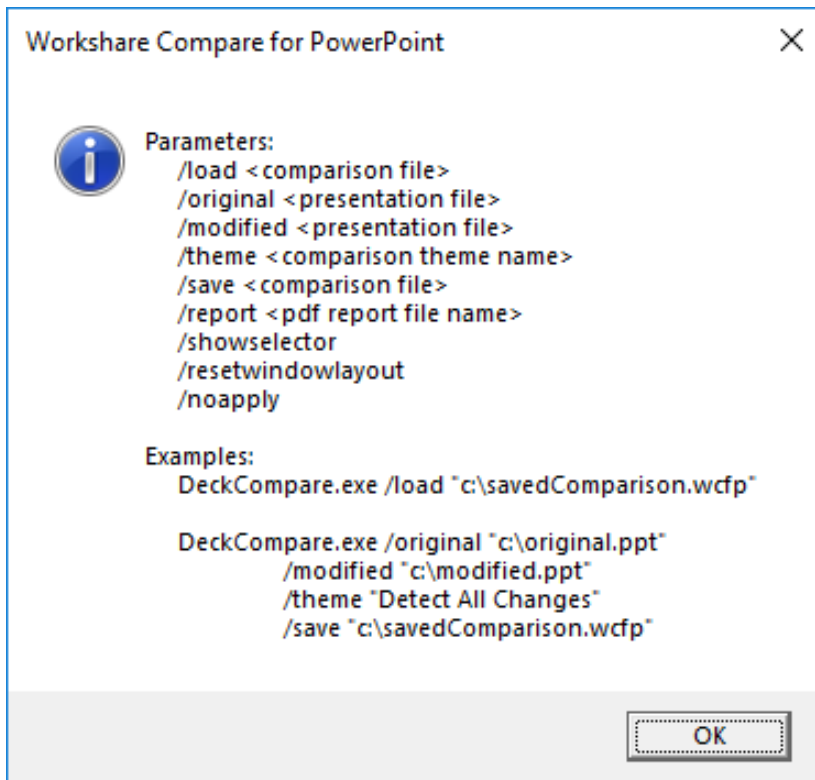 Workshare Compare for PowerPoint
Parameters:
/load <comparison file>
/original <presentation file>
/modified <presentation file>
/theme <comparison theme name>
/save <comparison file>
/report <pdf report file name>
/showselector
/resetwindowlayout
/noapply
Examples:
DeckCompare.exe /load "c:\savedComparison.wcfp"
DeckCompare.exe /original "c:\original.ppt"
/modified "c:\modified.ppt"
/theme "Detect All Changes"
/save "c:\savedComparison.wcfp"
OK